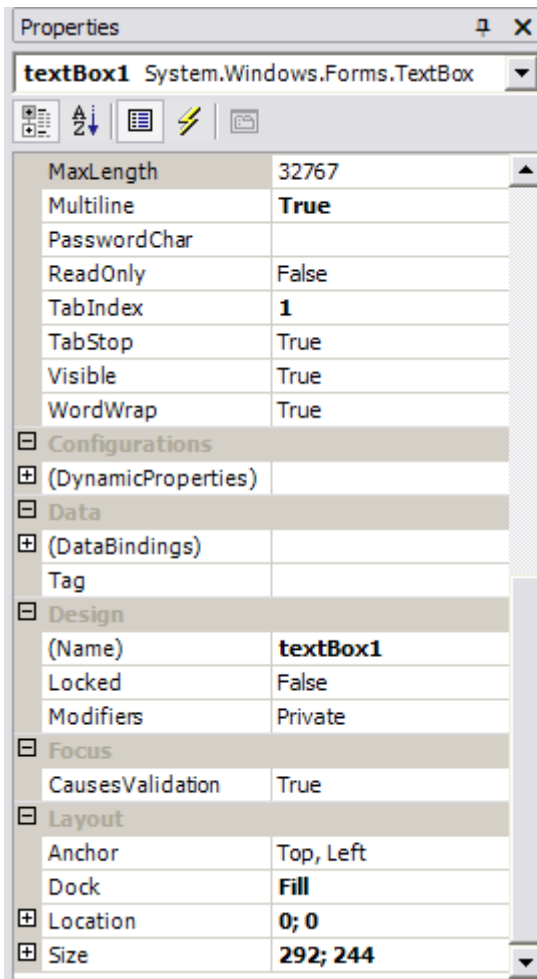 Properties
textBox1 System.Windows.Forms.TextBox
MaxLength 32767
Multiline True
PasswordChar
ReadOnly False
TabIndex 1
TabStop True
Visible True
WordWrap True
Configurations
(DynamicProperties)
Data
(DataBindings)
Tag
Design
(Name) textBox1
Locked False
Modifiers Private
Focus
CausesValidation True
Layout
Anchor Top, Left
Dock Fill
Location 0; 0
Size 292; 244